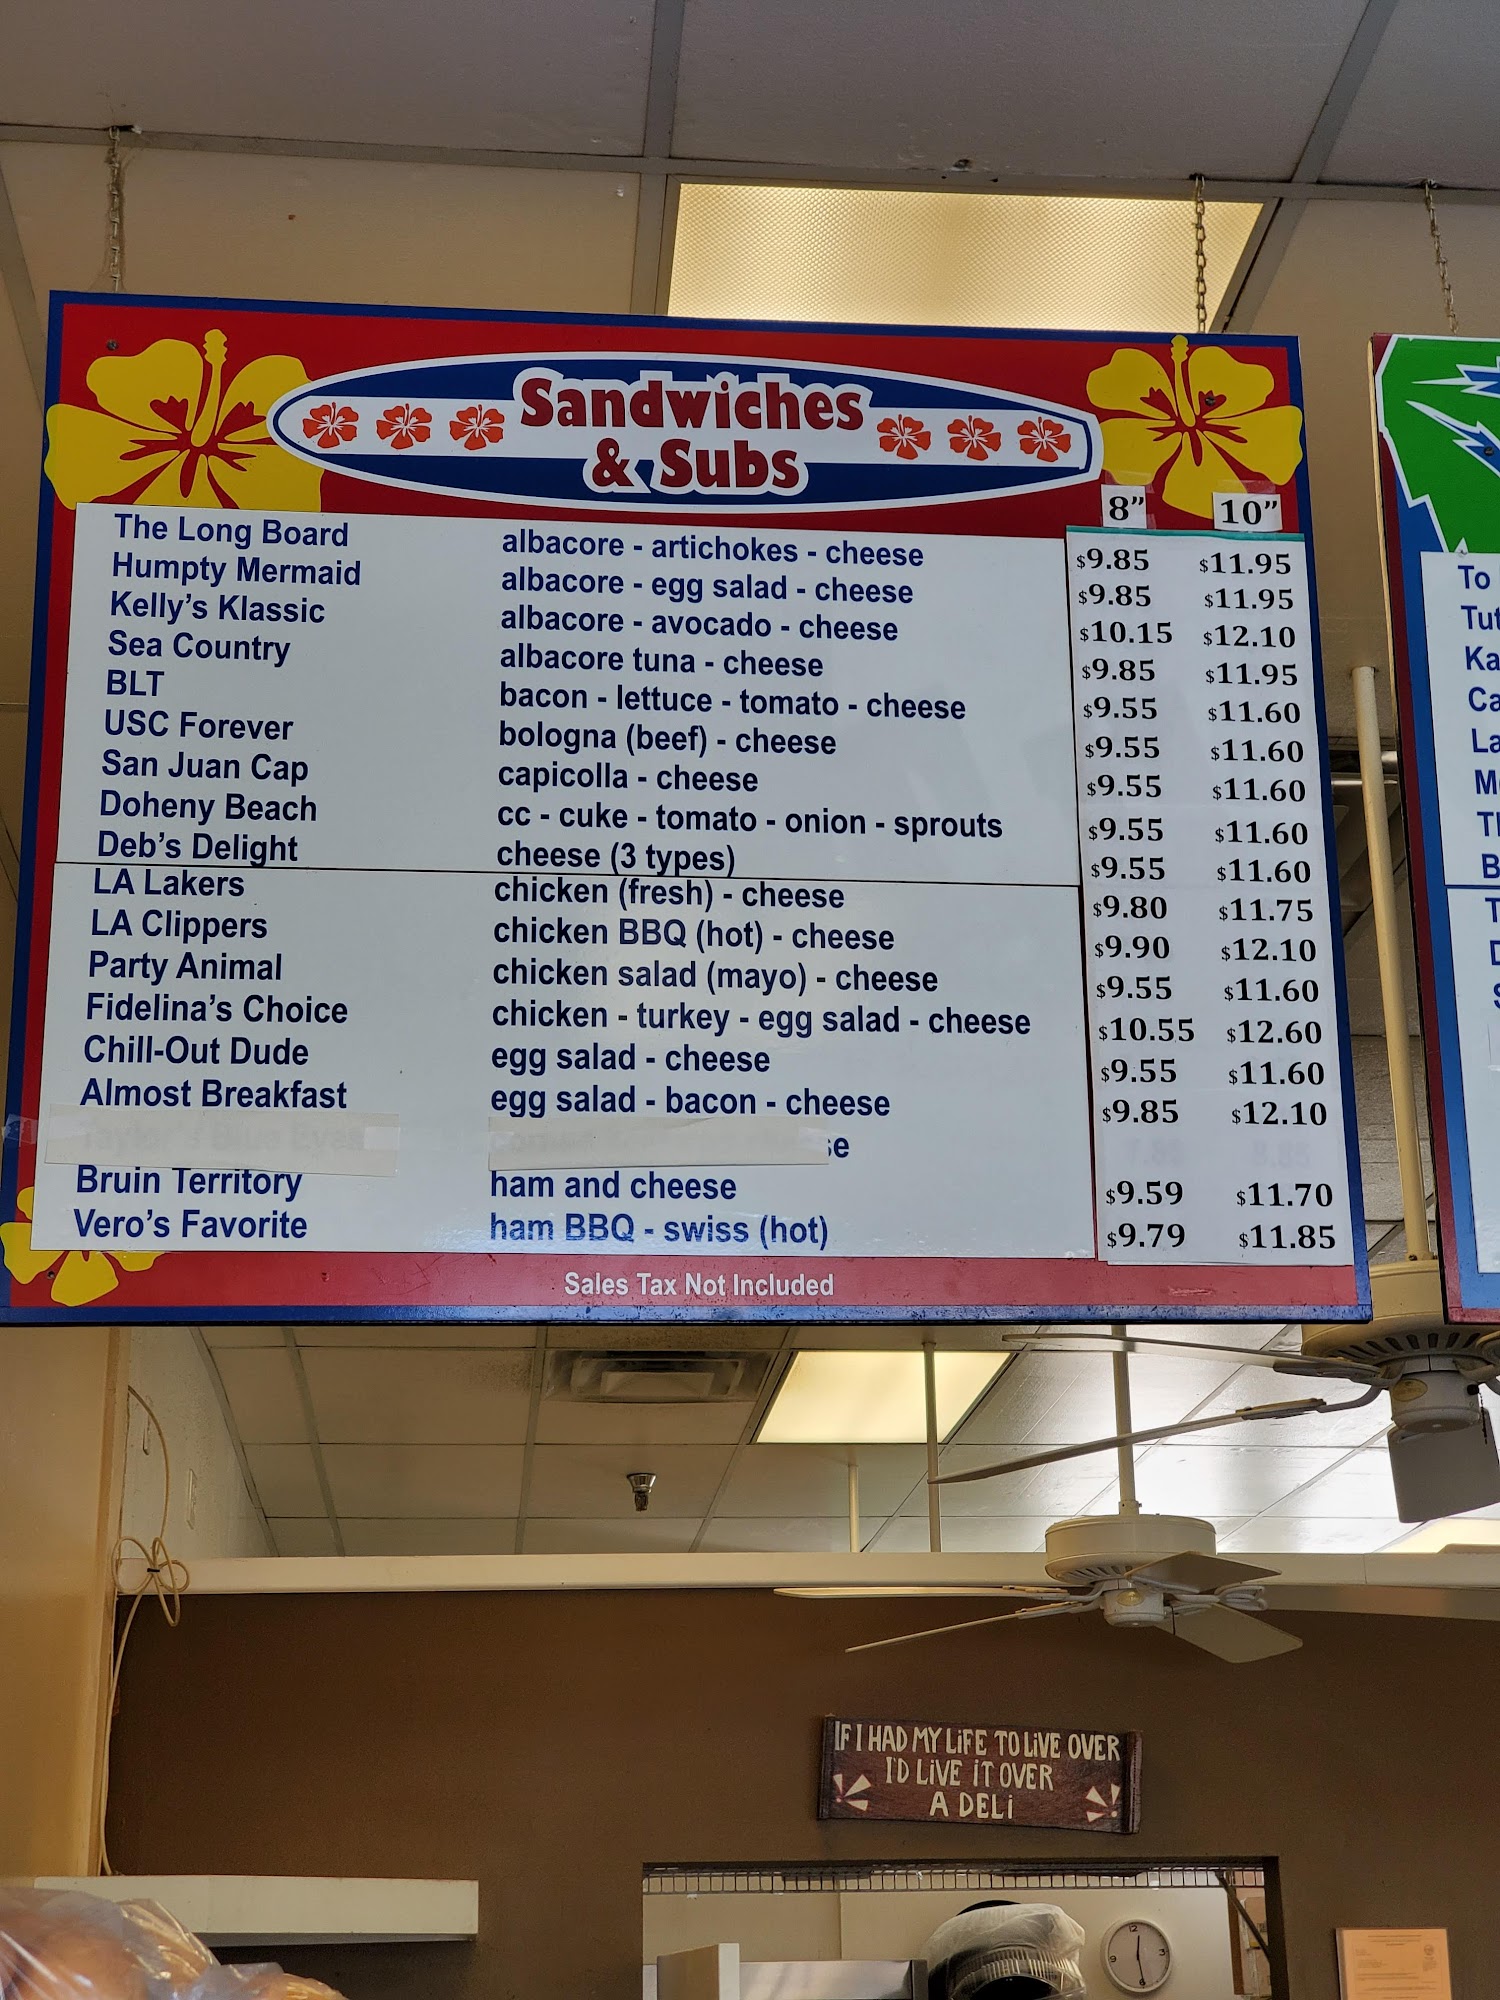 Sandwiches
& Subs
8” 10”
The Long Board albacore - artichokes - cheese $9.85 $11.95
Humpty Mermaid albacore - egg salad - cheese $9.85 $11.95
Kelly’s Klassic albacore - avocado - cheese $10.15 $12.10
Sea Country albacore tuna - cheese $9.85 $11.95
BLT bacon - lettuce - tomato - cheese $9.55 $11.60
USC Forever bologna (beef) - cheese $9.55 $11.60
San Juan Cap capicolla - cheese $9.55 $11.60
Doheny Beach cc - cuke - tomato - onion - sprouts $9.55 $11.60
Deb’s Delight cheese (3 types) $9.55 $11.60
LA Lakers chicken (fresh) - cheese $9.80 $11.75
LA Clippers chicken BBQ (hot) - cheese $9.90 $12.10
Party Animal chicken salad (mayo) - cheese $9.55 $11.60
Fidelina’s Choice chicken - turkey - egg salad - cheese $10.55 $12.60
Chill-Out Dude egg salad - cheese $9.55 $11.60
Almost Breakfast egg salad - bacon - cheese $9.85 $12.10
Bruin Territory ham and cheese $9.59 $11.70
Vero’s Favorite ham BBQ - swiss (hot) $9.79 $11.85
Sales Tax Not Included
To
Tut
Ka
Ca
La
B
IF I HAD MY LIFE TO LIVE OVER
I'D LIVE IT OVER
A DELI
12
3
6
9